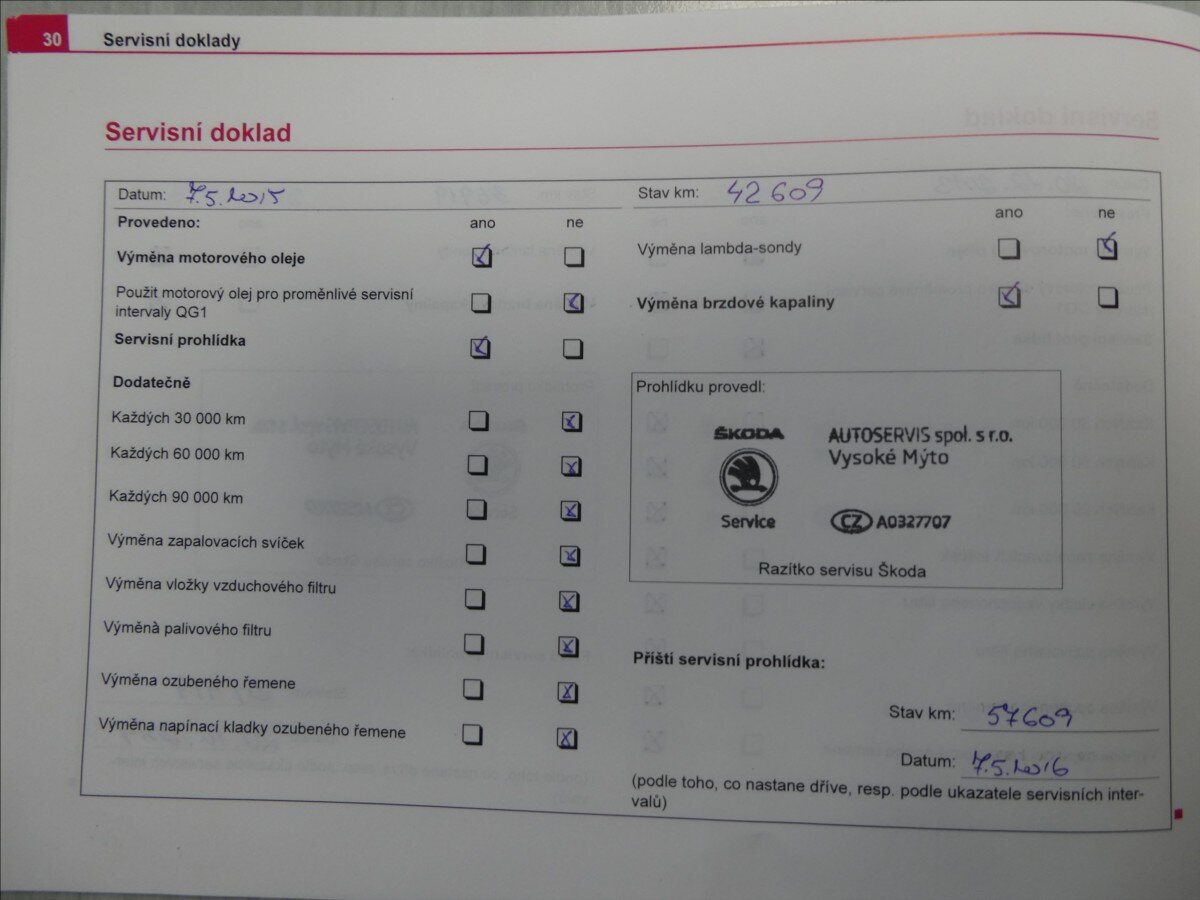 30 Servisní doklady
Servisní doklad
Datum: 7.5.2015
Stav km: 42 609
Provedeno: ano ne
ano ne
Výměna motorového oleje
Použit motorový olej pro proměnlivé servisní
intervaly QG1
Servisní prohlídka
Dodatečně
Každých 30 000 km
Každých 60 000 km
Každých 90 000 km
Výměna zapalovacích svíček
Výměna vložky vzduchového filtru
Výměnà palivového filtru
Výměna ozubeného řemene
Výměna napínací kladky ozubeného řemene
Výměna lambda-sondy
Výměna brzdové kapaliny
Prohlídku provedl:
ŠKODA
Service
AUTOSERVIS spol. s r.o.
Vysoké Mýto
CZ A0327707
Razítko servisu Škoda
Příští servisní prohlídka:
Stav km: 57609
Datum: 7.5.2016
(podle toho, co nastane dříve, resp. podle ukazatele servisních inter-
valů)